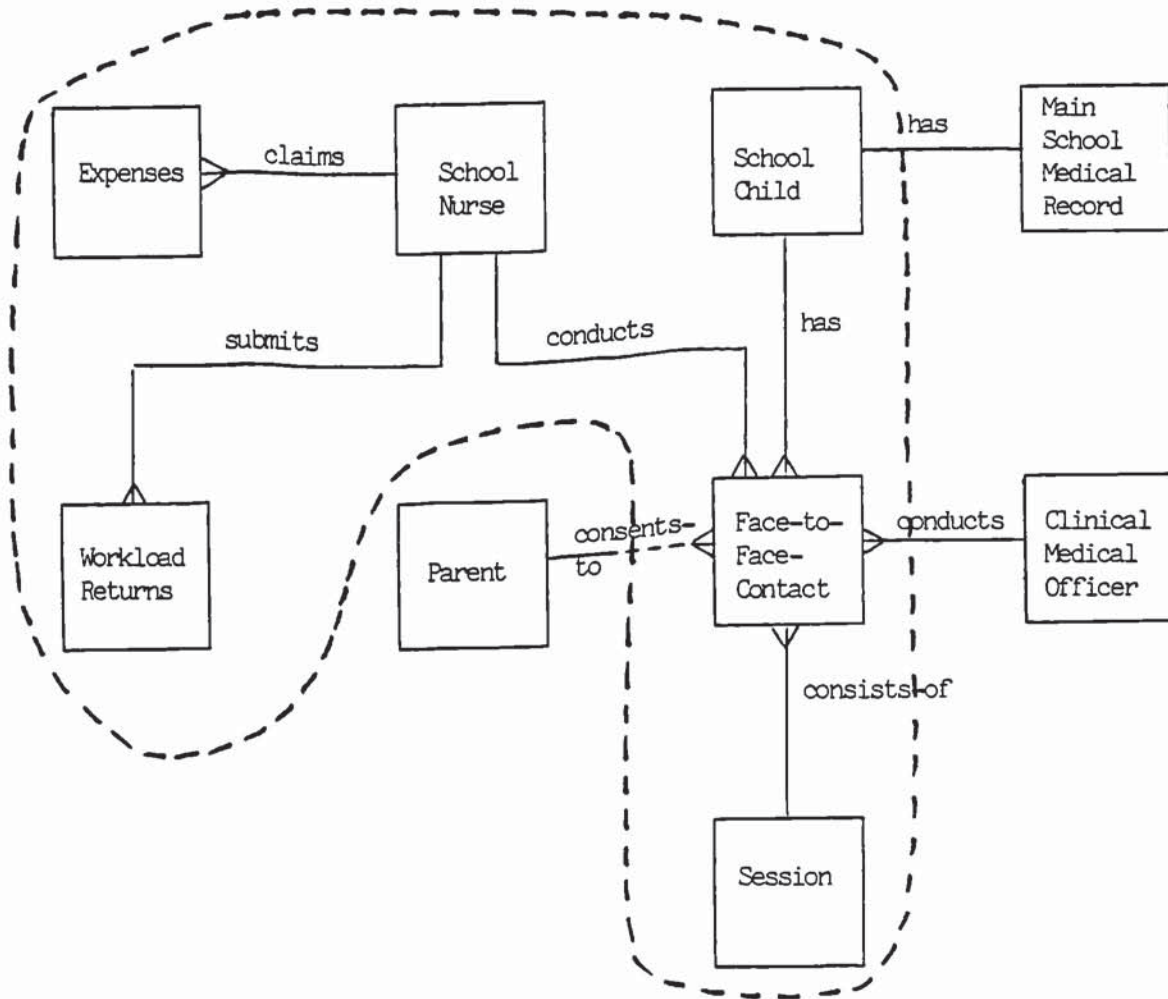 Expenses
claims
School
Nurse
School
Child
has
Main
School
Medical
Record
submits
conducts
has
Workload
Returns
Parent
consents-
to
Face-to-
Face-
Contact
conducts
Clinical
Medical
Officer
consists-of
Session